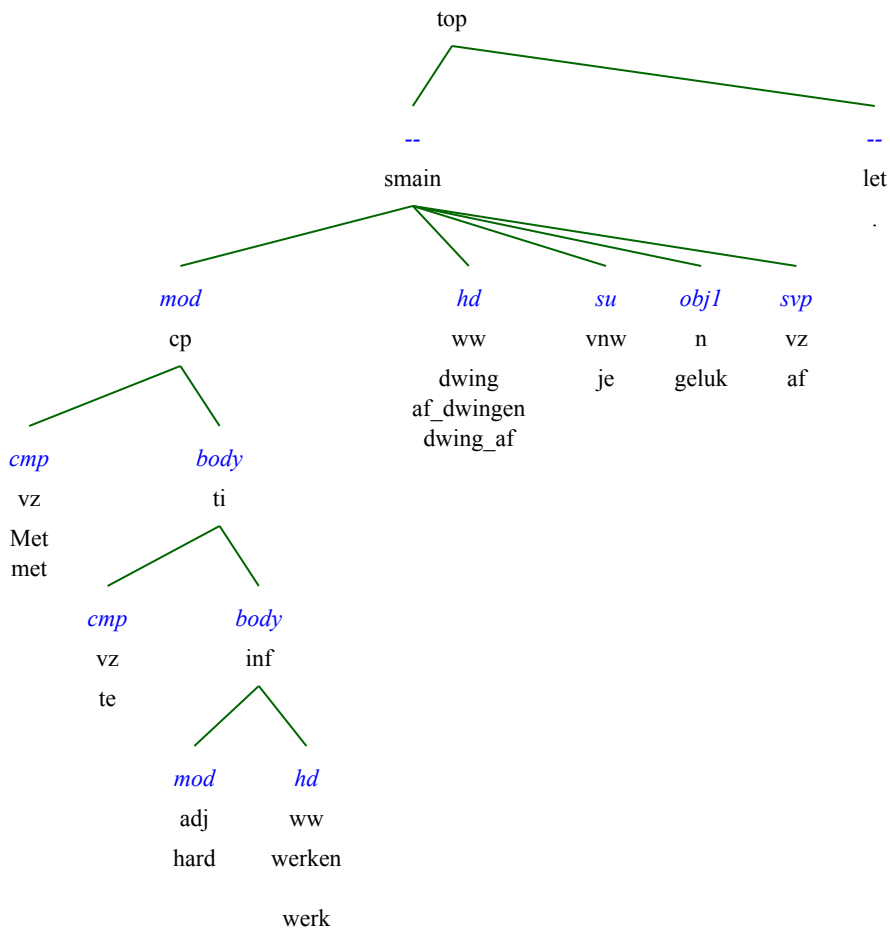 top
-- --
smain let
.
mod hd su obj1 svp
cp ww vnw n vz
dwing je geluk af
af_dwingen
dwing_af
cmp body
vz ti
Met
met
cmp body
vz inf
te
mod hd
adj ww
hard werken
werk